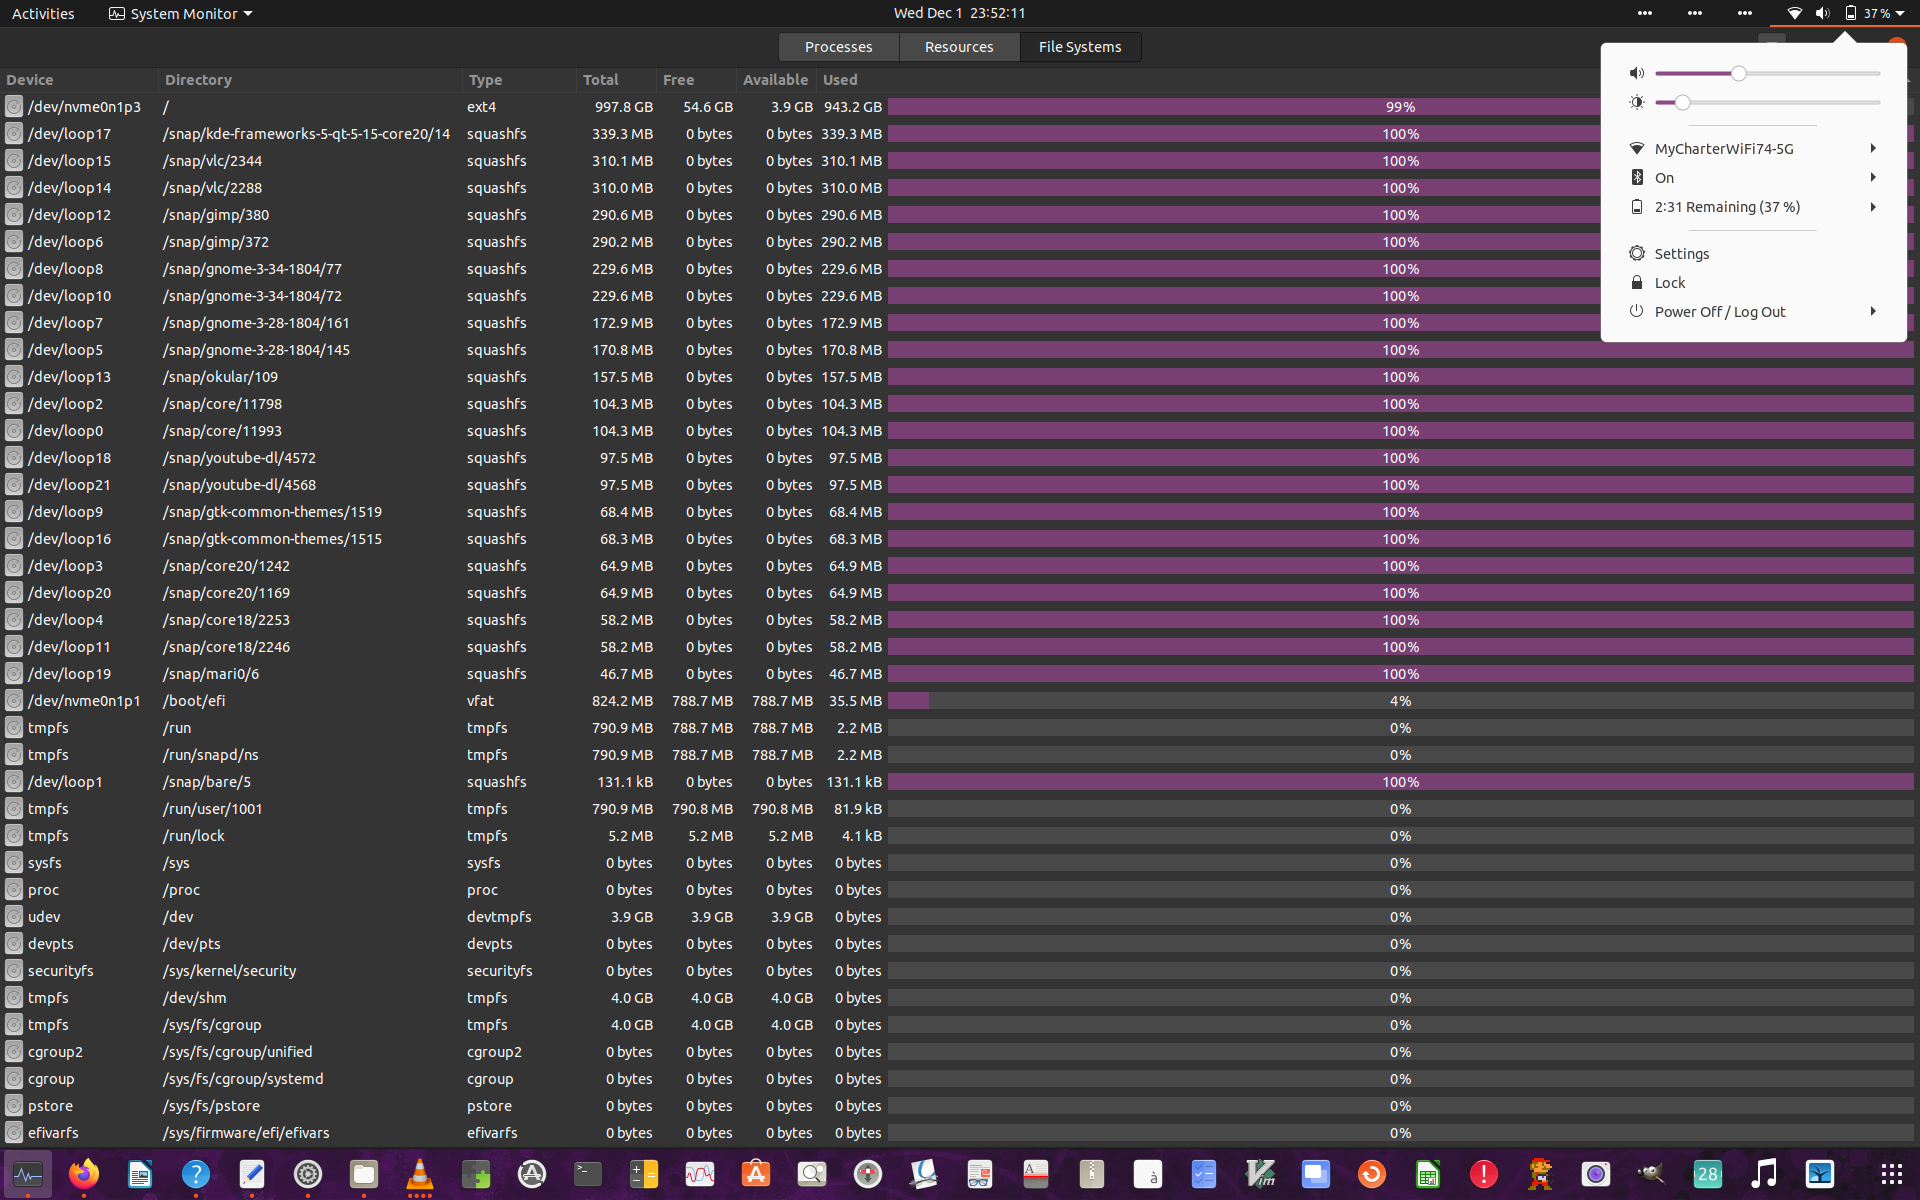 Activities System Monitor Wed Dec 1 23:52:11 37 %
Processes Resources File Systems
Device Directory Type Total Free Available Used
/dev/nvme0n1p3 / ext4 997.8 GB 54.6 GB 3.9 GB 943.2 GB 99%
/dev/loop17 /snap/kde-frameworks-5-qt-5-15-core20/14 squashfs 339.3 MB 0 bytes 0 bytes 339.3 MB 100%
/dev/loop15 /snap/vlc/2344 squashfs 310.1 MB 0 bytes 0 bytes 310.1 MB 100%
/dev/loop14 /snap/vlc/2288 squashfs 310.0 MB 0 bytes 0 bytes 310.0 MB 100%
/dev/loop12 /snap/gimp/380 squashfs 290.6 MB 0 bytes 0 bytes 290.6 MB 100%
/dev/loop6 /snap/gimp/372 squashfs 290.2 MB 0 bytes 0 bytes 290.2 MB 100%
/dev/loop8 /snap/gnome-3-34-1804/77 squashfs 229.6 MB 0 bytes 0 bytes 229.6 MB 100%
/dev/loop10 /snap/gnome-3-34-1804/72 squashfs 229.6 MB 0 bytes 0 bytes 229.6 MB 100%
/dev/loop7 /snap/gnome-3-28-1804/161 squashfs 172.9 MB 0 bytes 0 bytes 172.9 MB 100%
/dev/loop5 /snap/gnome-3-28-1804/145 squashfs 170.8 MB 0 bytes 0 bytes 170.8 MB 100%
/dev/loop13 /snap/okular/109 squashfs 157.5 MB 0 bytes 0 bytes 157.5 MB 100%
/dev/loop2 /snap/core/11798 squashfs 104.3 MB 0 bytes 0 bytes 104.3 MB 100%
/dev/loop0 /snap/core/11993 squashfs 104.3 MB 0 bytes 0 bytes 104.3 MB 100%
/dev/loop18 /snap/youtube-dl/4572 squashfs 97.5 MB 0 bytes 0 bytes 97.5 MB 100%
/dev/loop21 /snap/youtube-dl/4568 squashfs 97.5 MB 0 bytes 0 bytes 97.5 MB 100%
/dev/loop9 /snap/gtk-common-themes/1519 squashfs 68.4 MB 0 bytes 0 bytes 68.4 MB 100%
/dev/loop16 /snap/gtk-common-themes/1515 squashfs 68.3 MB 0 bytes 0 bytes 68.3 MB 100%
/dev/loop3 /snap/core20/1242 squashfs 64.9 MB 0 bytes 0 bytes 64.9 MB 100%
/dev/loop20 /snap/core20/1169 squashfs 64.9 MB 0 bytes 0 bytes 64.9 MB 100%
/dev/loop4 /snap/core18/2253 squashfs 58.2 MB 0 bytes 0 bytes 58.2 MB 100%
/dev/loop11 /snap/core18/2246 squashfs 58.2 MB 0 bytes 0 bytes 58.2 MB 100%
/dev/loop19 /snap/mari0/6 squashfs 46.7 MB 0 bytes 0 bytes 46.7 MB 100%
/dev/nvme0n1p1 /boot/efi vfat 824.2 MB 788.7 MB 788.7 MB 35.5 MB 4%
tmpfs /run tmpfs 790.9 MB 788.7 MB 788.7 MB 2.2 MB 0%
tmpfs /run/snapd/ns tmpfs 790.9 MB 788.7 MB 788.7 MB 2.2 MB 0%
/dev/loop1 /snap/bare/5 squashfs 131.1 kB 0 bytes 0 bytes 131.1 kB 100%
tmpfs /run/user/1001 tmpfs 790.9 MB 790.8 MB 790.8 MB 81.9 kB 0%
tmpfs /run/lock tmpfs 5.2 MB 5.2 MB 5.2 MB 4.1 kB 0%
sysfs /sys sysfs 0 bytes 0 bytes 0 bytes 0 bytes 0%
proc /proc proc 0 bytes 0 bytes 0 bytes 0 bytes 0%
udev /dev devtmpfs 3.9 GB 3.9 GB 3.9 GB 0 bytes 0%
devpts /dev/pts devpts 0 bytes 0 bytes 0 bytes 0 bytes 0%
securityfs /sys/kernel/security securityfs 0 bytes 0 bytes 0 bytes 0 bytes 0%
tmpfs /dev/shm tmpfs 4.0 GB 4.0 GB 4.0 GB 0 bytes 0%
tmpfs /sys/fs/cgroup tmpfs 4.0 GB 4.0 GB 4.0 GB 0 bytes 0%
cgroup2 /sys/fs/cgroup/unified cgroup2 0 bytes 0 bytes 0 bytes 0 bytes 0%
cgroup /sys/fs/cgroup/systemd cgroup 0 bytes 0 bytes 0 bytes 0 bytes 0%
pstore /sys/fs/pstore pstore 0 bytes 0 bytes 0 bytes 0 bytes 0%
efivarfs /sys/firmware/efi/efivars efivarfs 0 bytes 0 bytes 0 bytes 0 bytes 0%
MyCharterWiFi74-5G
On
2:31 Remaining (37 %)
Settings
Lock
Power Off / Log Out
28